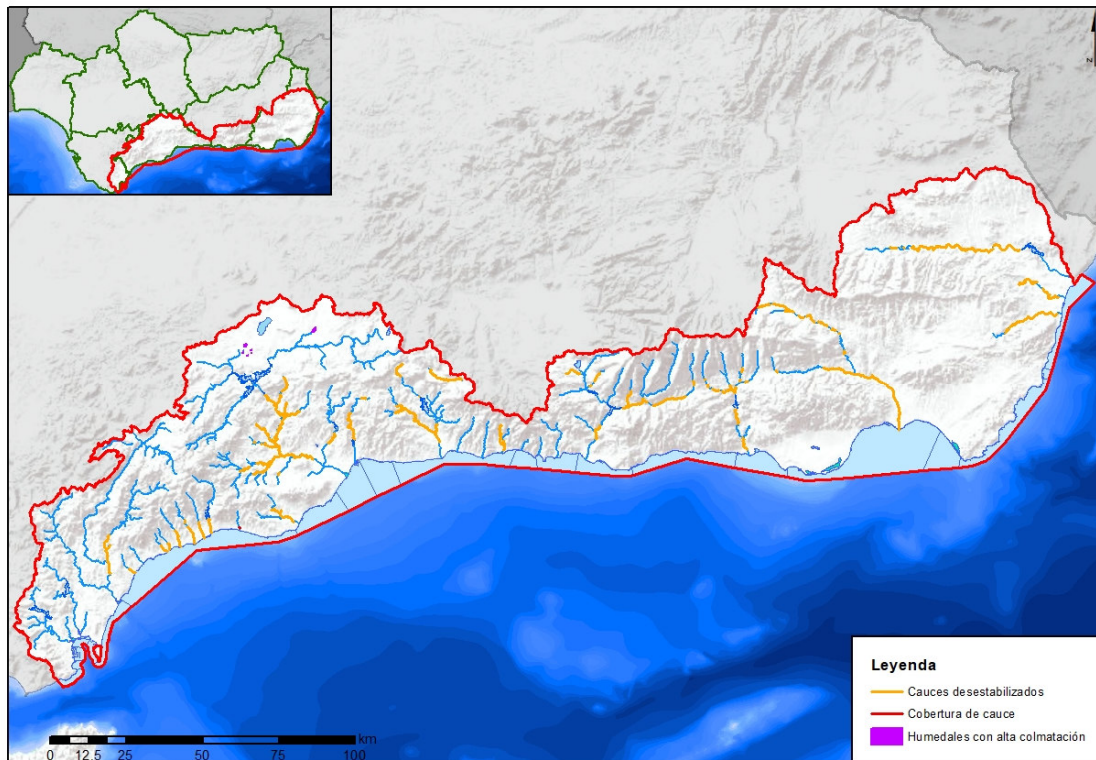 N
Leyenda
Cauces desestabilizados
Cobertura de cauce
Humedales con alta colmatación
km
0 12.5 25 50 75 100